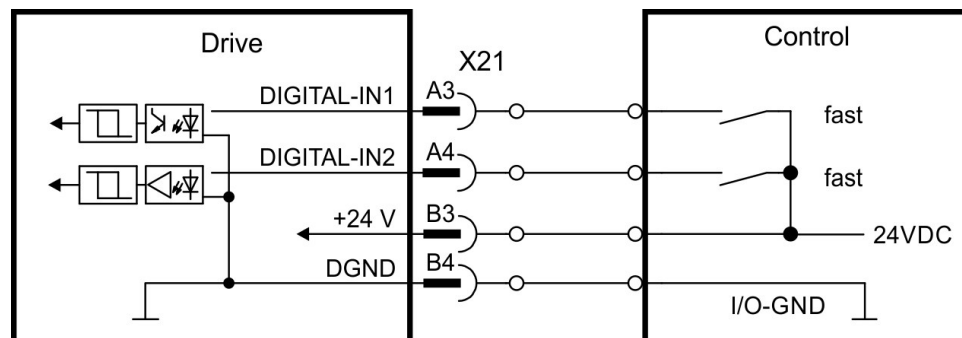 Drive
Control
X21
DIGITAL-IN1
A3
fast
DIGITAL-IN2
A4
fast
+24 V
B3
24VDC
DGND
B4
I/O-GND